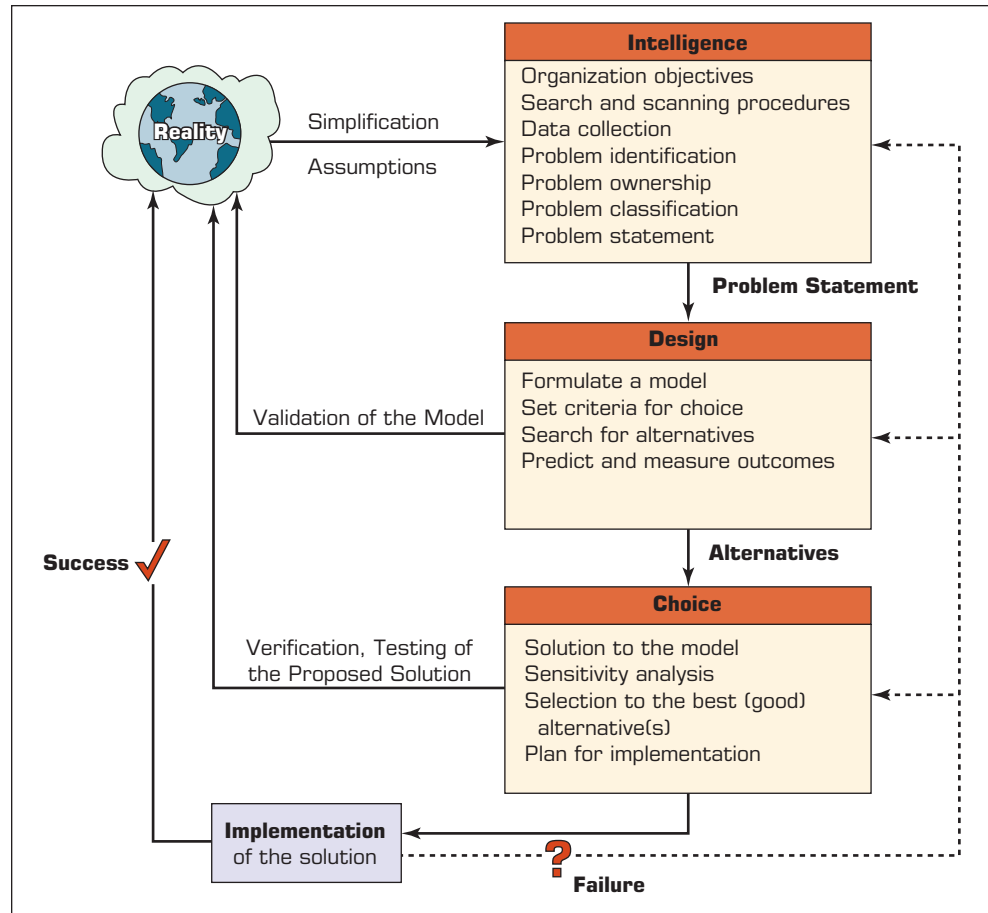 Intelligence
Organization objectives
Search and scanning procedures
Data collection
Problem identification
Problem ownership
Problem classification
Problem statement
Reality
Simplification
Assumptions
Problem Statement
Design
Formulate a model
Set criteria for choice
Search for alternatives
Predict and measure outcomes
Validation of the Model
Alternatives
Success
Choice
Solution to the model
Sensitivity analysis
Selection to the best (good)
alternative(s)
Plan for implementation
Verification, Testing of
the Proposed Solution
Implementation
of the solution
?
Failure